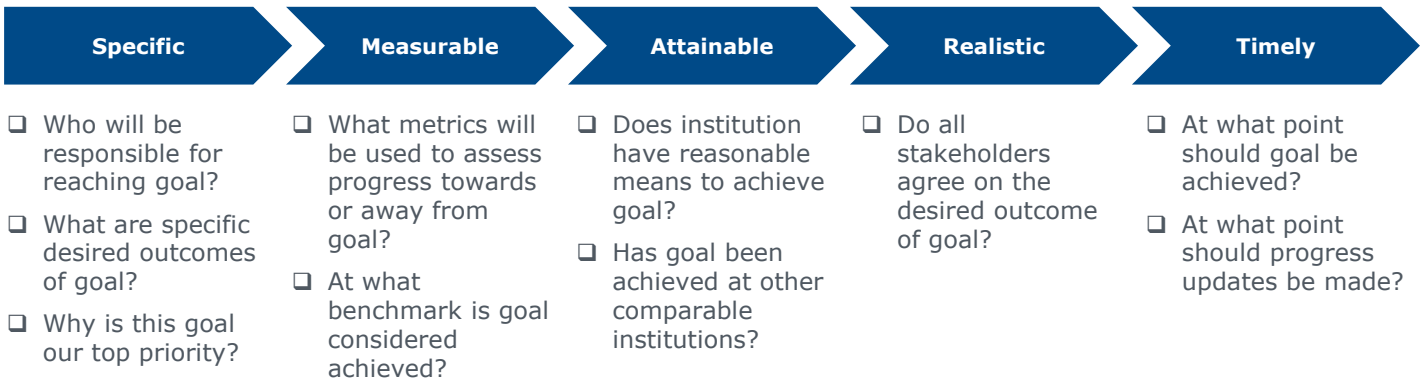 Specific
Measurable
Attainable
Realistic
Timely
❑ Who will be
responsible for
reaching goal?
❑ What are specific
desired outcomes
of goal?
❑ Why is this goal
our top priority?
❑ What metrics will
be used to assess
progress towards
or away from
goal?
❑ At what
benchmark is goal
considered
achieved?
❑ Does institution
have reasonable
means to achieve
goal?
❑ Has goal been
achieved at other
comparable
institutions?
❑ Do all
stakeholders
agree on the
desired outcome
of goal?
❑ At what point
should goal be
achieved?
❑ At what point
should progress
updates be made?